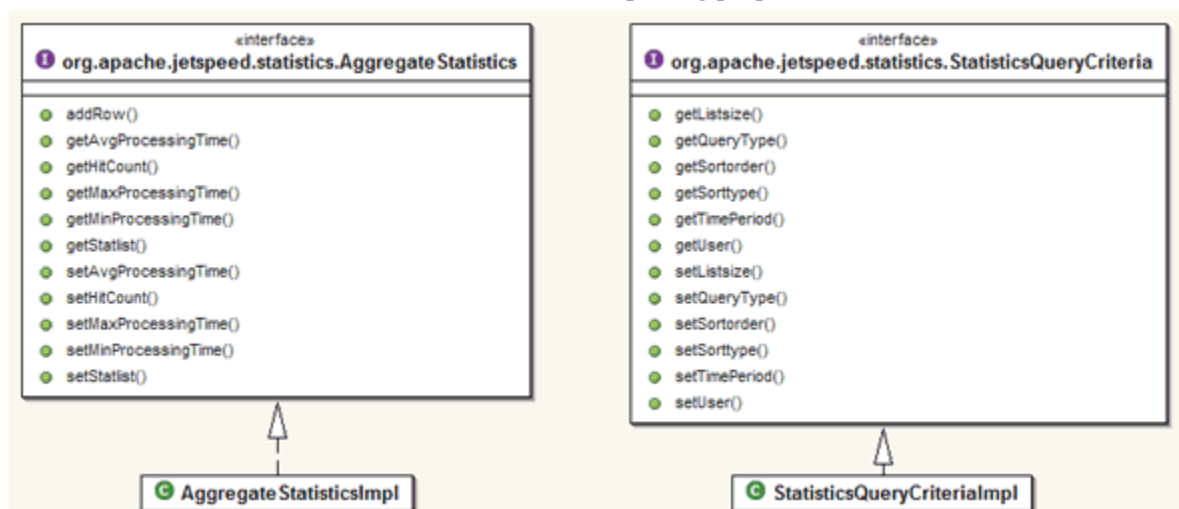 «interface»
I org.apache.jetspeed.statistics.AggregateStatistics
addRow()
getAvgProcessingTime()
getHitCount()
getMaxProcessingTime()
getMinProcessingTime()
getStatlist()
setAvgProcessingTime()
setHitCount()
setMaxProcessingTime()
setMinProcessingTime()
setStatlist()
C AggregateStatisticsImpl
«interface»
I org.apache.jetspeed.statistics.StatisticsQueryCriteria
getListsize()
getQueryType()
getSortorder()
getSorttype()
getTimePeriod()
getUser()
setListsize()
setQueryType()
setSortorder()
setSorttype()
setTimePeriod()
setUser()
C StatisticsQueryCriteriaImpl